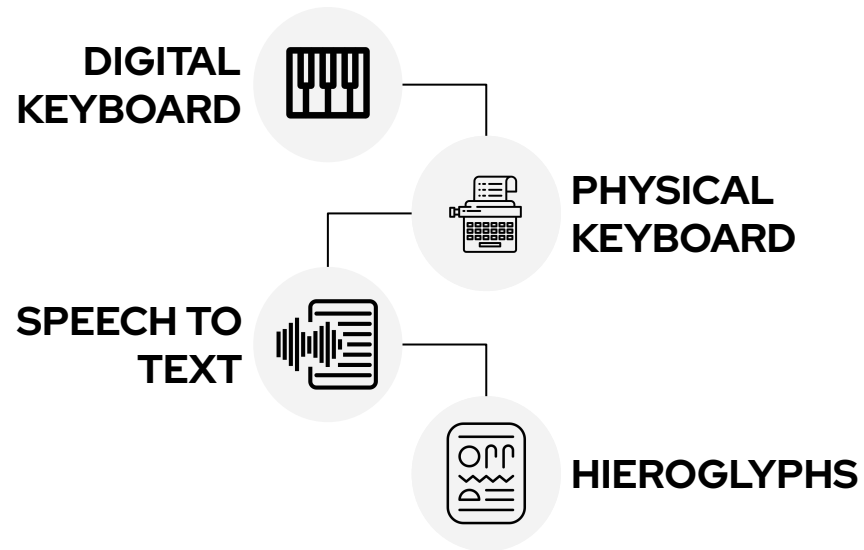 DIGITAL
KEYBOARD
PHYSICAL
KEYBOARD
SPEECH TO
TEXT
HIEROGLYPHS